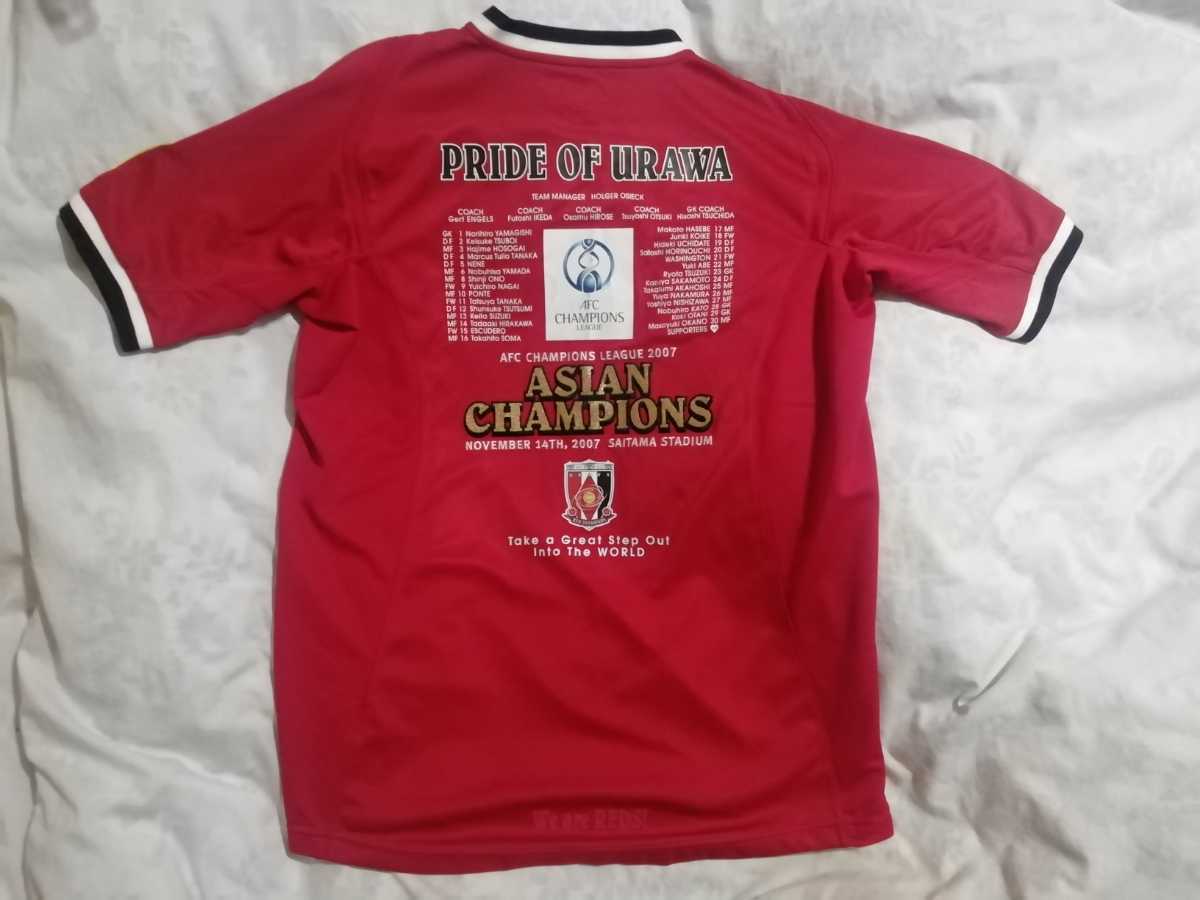 PRIDE OF URAWA
TEAM MANAGER HOLGER OSIECK
COACH COACH COACH COACH GK COACH
Gert ENGELS Futoshi IKEDA Osamu HIROSE Tsuyoshi OTSUKI Hisashi TSUCHIDA
GK 1 Norihiro YAMAGISHI
DF 2 Keisuke TSUBOI
MF 3 Hajime HOSOGAI
DF 4 Marcus Tulio TANAKA
DF 5 NENE
MF 6 Nobuhisa YAMADA
MF 8 Shinji ONO
FW 9 Yuichiro NAGAI
MF 10 PONTE
FW 11 Tatsuya TANAKA
DF 12 Shunsuke TSUTSUMI
MF 13 Keita SUZUKI
MF 14 Tadaaki HIRAKAWA
FW 15 ESCUDERO
MF 16 Takahito SOMA
AFC
CHAMPIONS
LEAGUE
Makoto HASEBE 17 MF
Junki KOIKE 18 FW
Hideki UCHIDATE 19 DF
Satoshi HORINOUCHI 20 DF
WASHINGTON 21 FW
Yuki ABE 22 MF
Ryota TSUZUKI 23 GK
Kazuya SAKAMOTO 24 DF
Takafumi AKAHOSHI 25 MF
Yuya NAKAMURA 26 MF
Yoshiya NISHIZAWA 27 MF
Nobuhiro KATO 28 GK
Koki OTANI 29 GK
Masayuki OKANO 30 MF
SUPPORTERS
AFC CHAMPIONS LEAGUE 2007
ASIAN
CHAMPIONS
NOVEMBER 14TH, 2007 SAITAMA STADIUM
Take a Great Step Out
Into The WORLD
We are REDS!